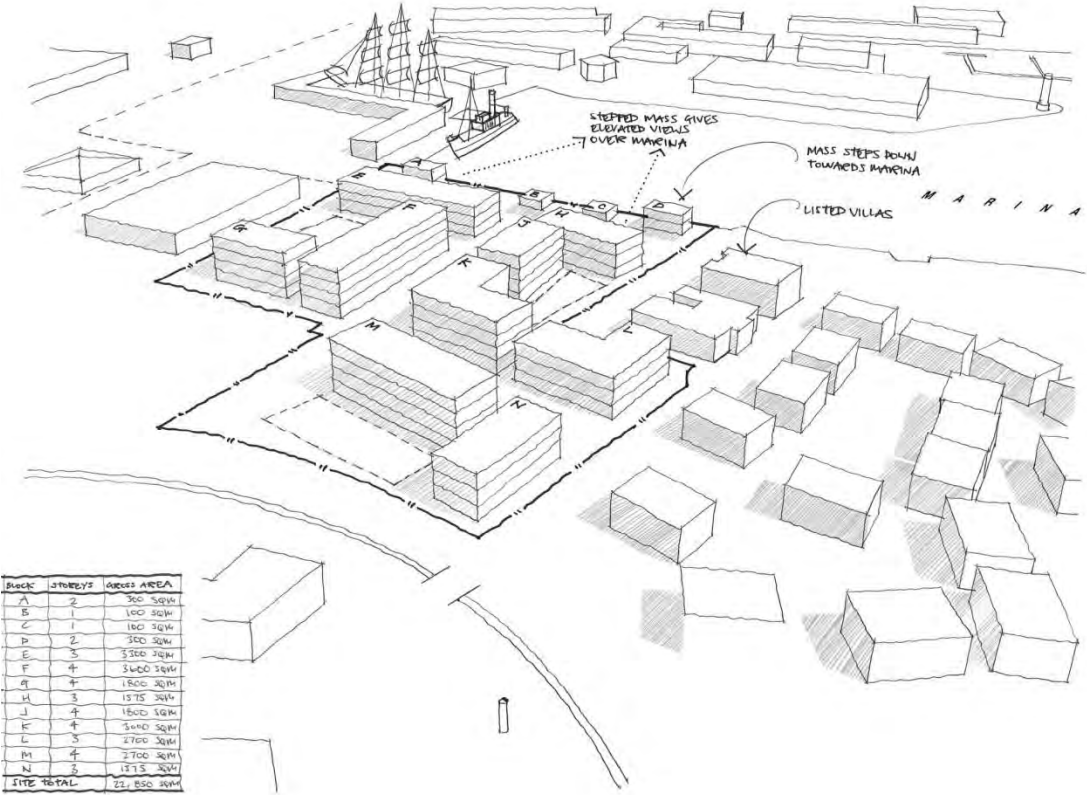 STEPPED MASS GIVES
ELEVATED VIEWS
OVER MARINA
MASS STEPS DOWN
TOWARDS MARINA
MARINA
LISTED VILLAS
A
E
B
C
D
F
G
H
J
K
L
M
N
BLOCK STOREYS GROSS AREA
A 2 300 SQM
B 1 100 SQM
C 1 100 SQM
D 2 300 SQM
E 3 3300 SQM
F 4 3600 SQM
G 4 1800 SQM
H 3 1575 SQM
J 4 1800 SQM
K 4 3000 SQM
L 3 2700 SQM
M 4 2700 SQM
N 3 1575 SQM
SITE TOTAL 22,850 SQM